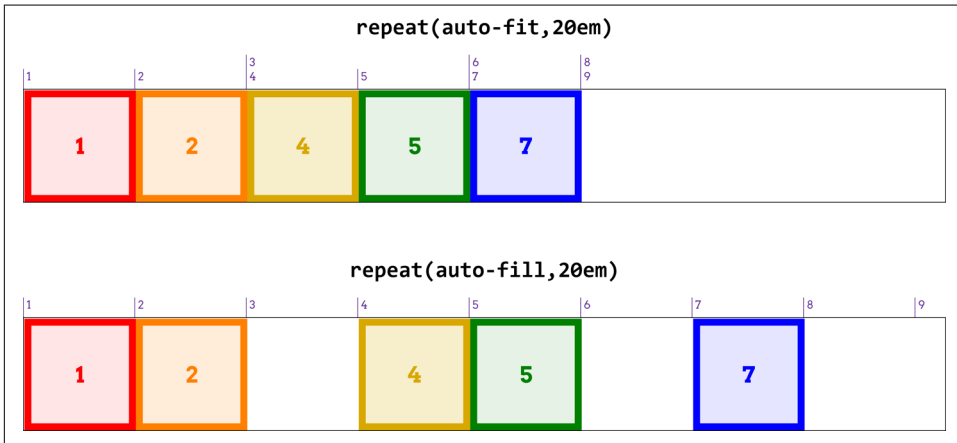 repeat(auto-fit,20em)
3 6 8
1 2 4 5 7 9
1 2 4 5 7
repeat(auto-fill,20em)
1 2 3 4 5 6 7 8 9
1 2 4 5 7